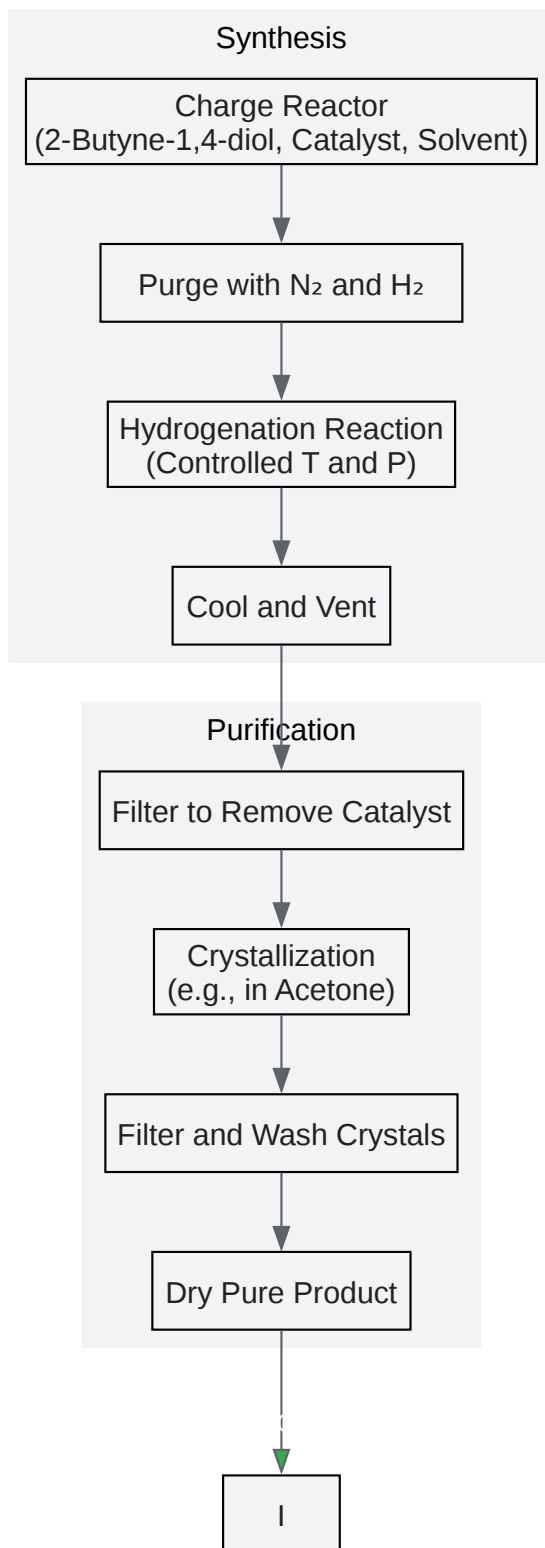 Synthesis
Charge Reactor
(2-Butyne-1,4-diol, Catalyst, Solvent)
Purge with N₂ and H₂
Hydrogenation Reaction
(Controlled T and P)
Cool and Vent
Purification
Filter to Remove Catalyst
Crystallization
(e.g., in Acetone)
Filter and Wash Crystals
Dry Pure Product
I